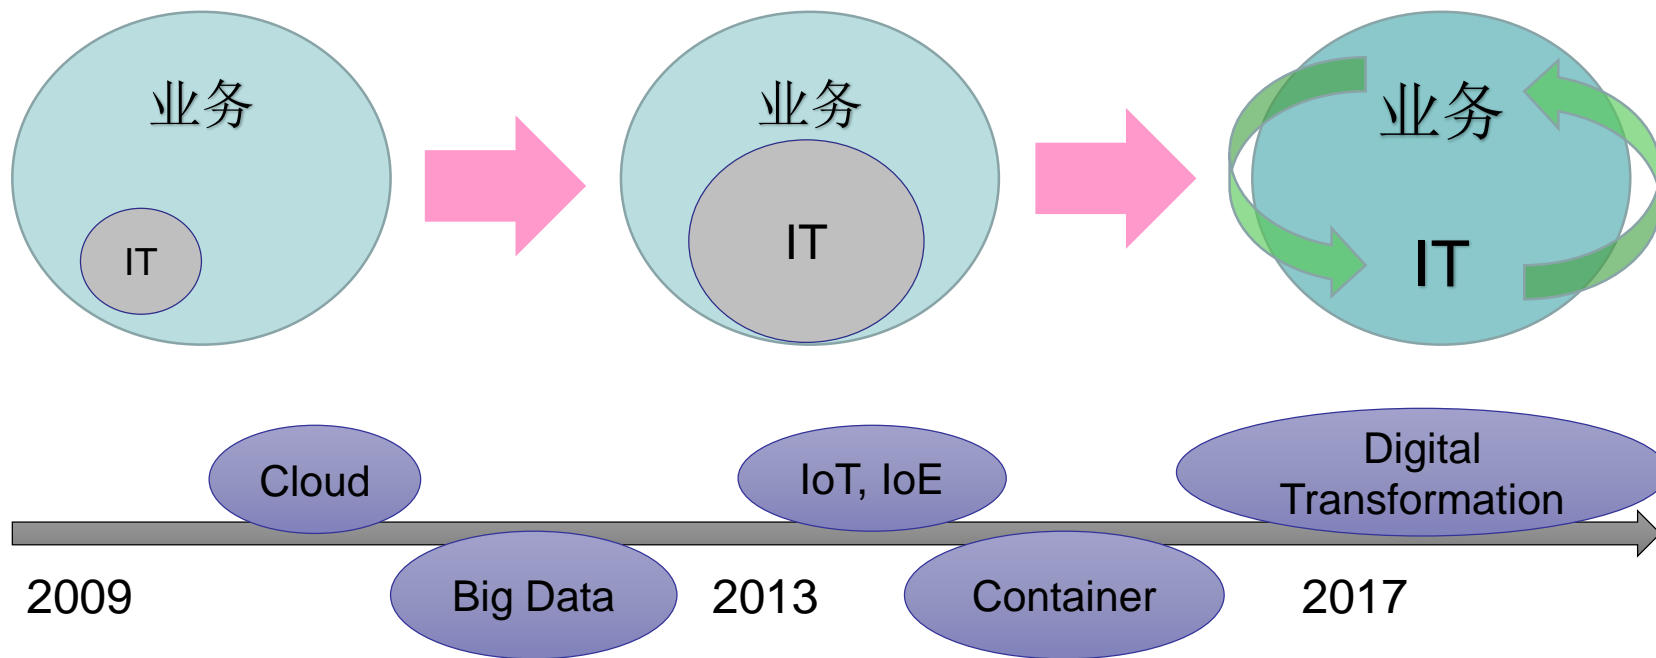 业务
IT
业务
IT
业务
IT
Cloud
Big Data
IoT, IoE
Container
Digital
Transformation
2009
2013
2017